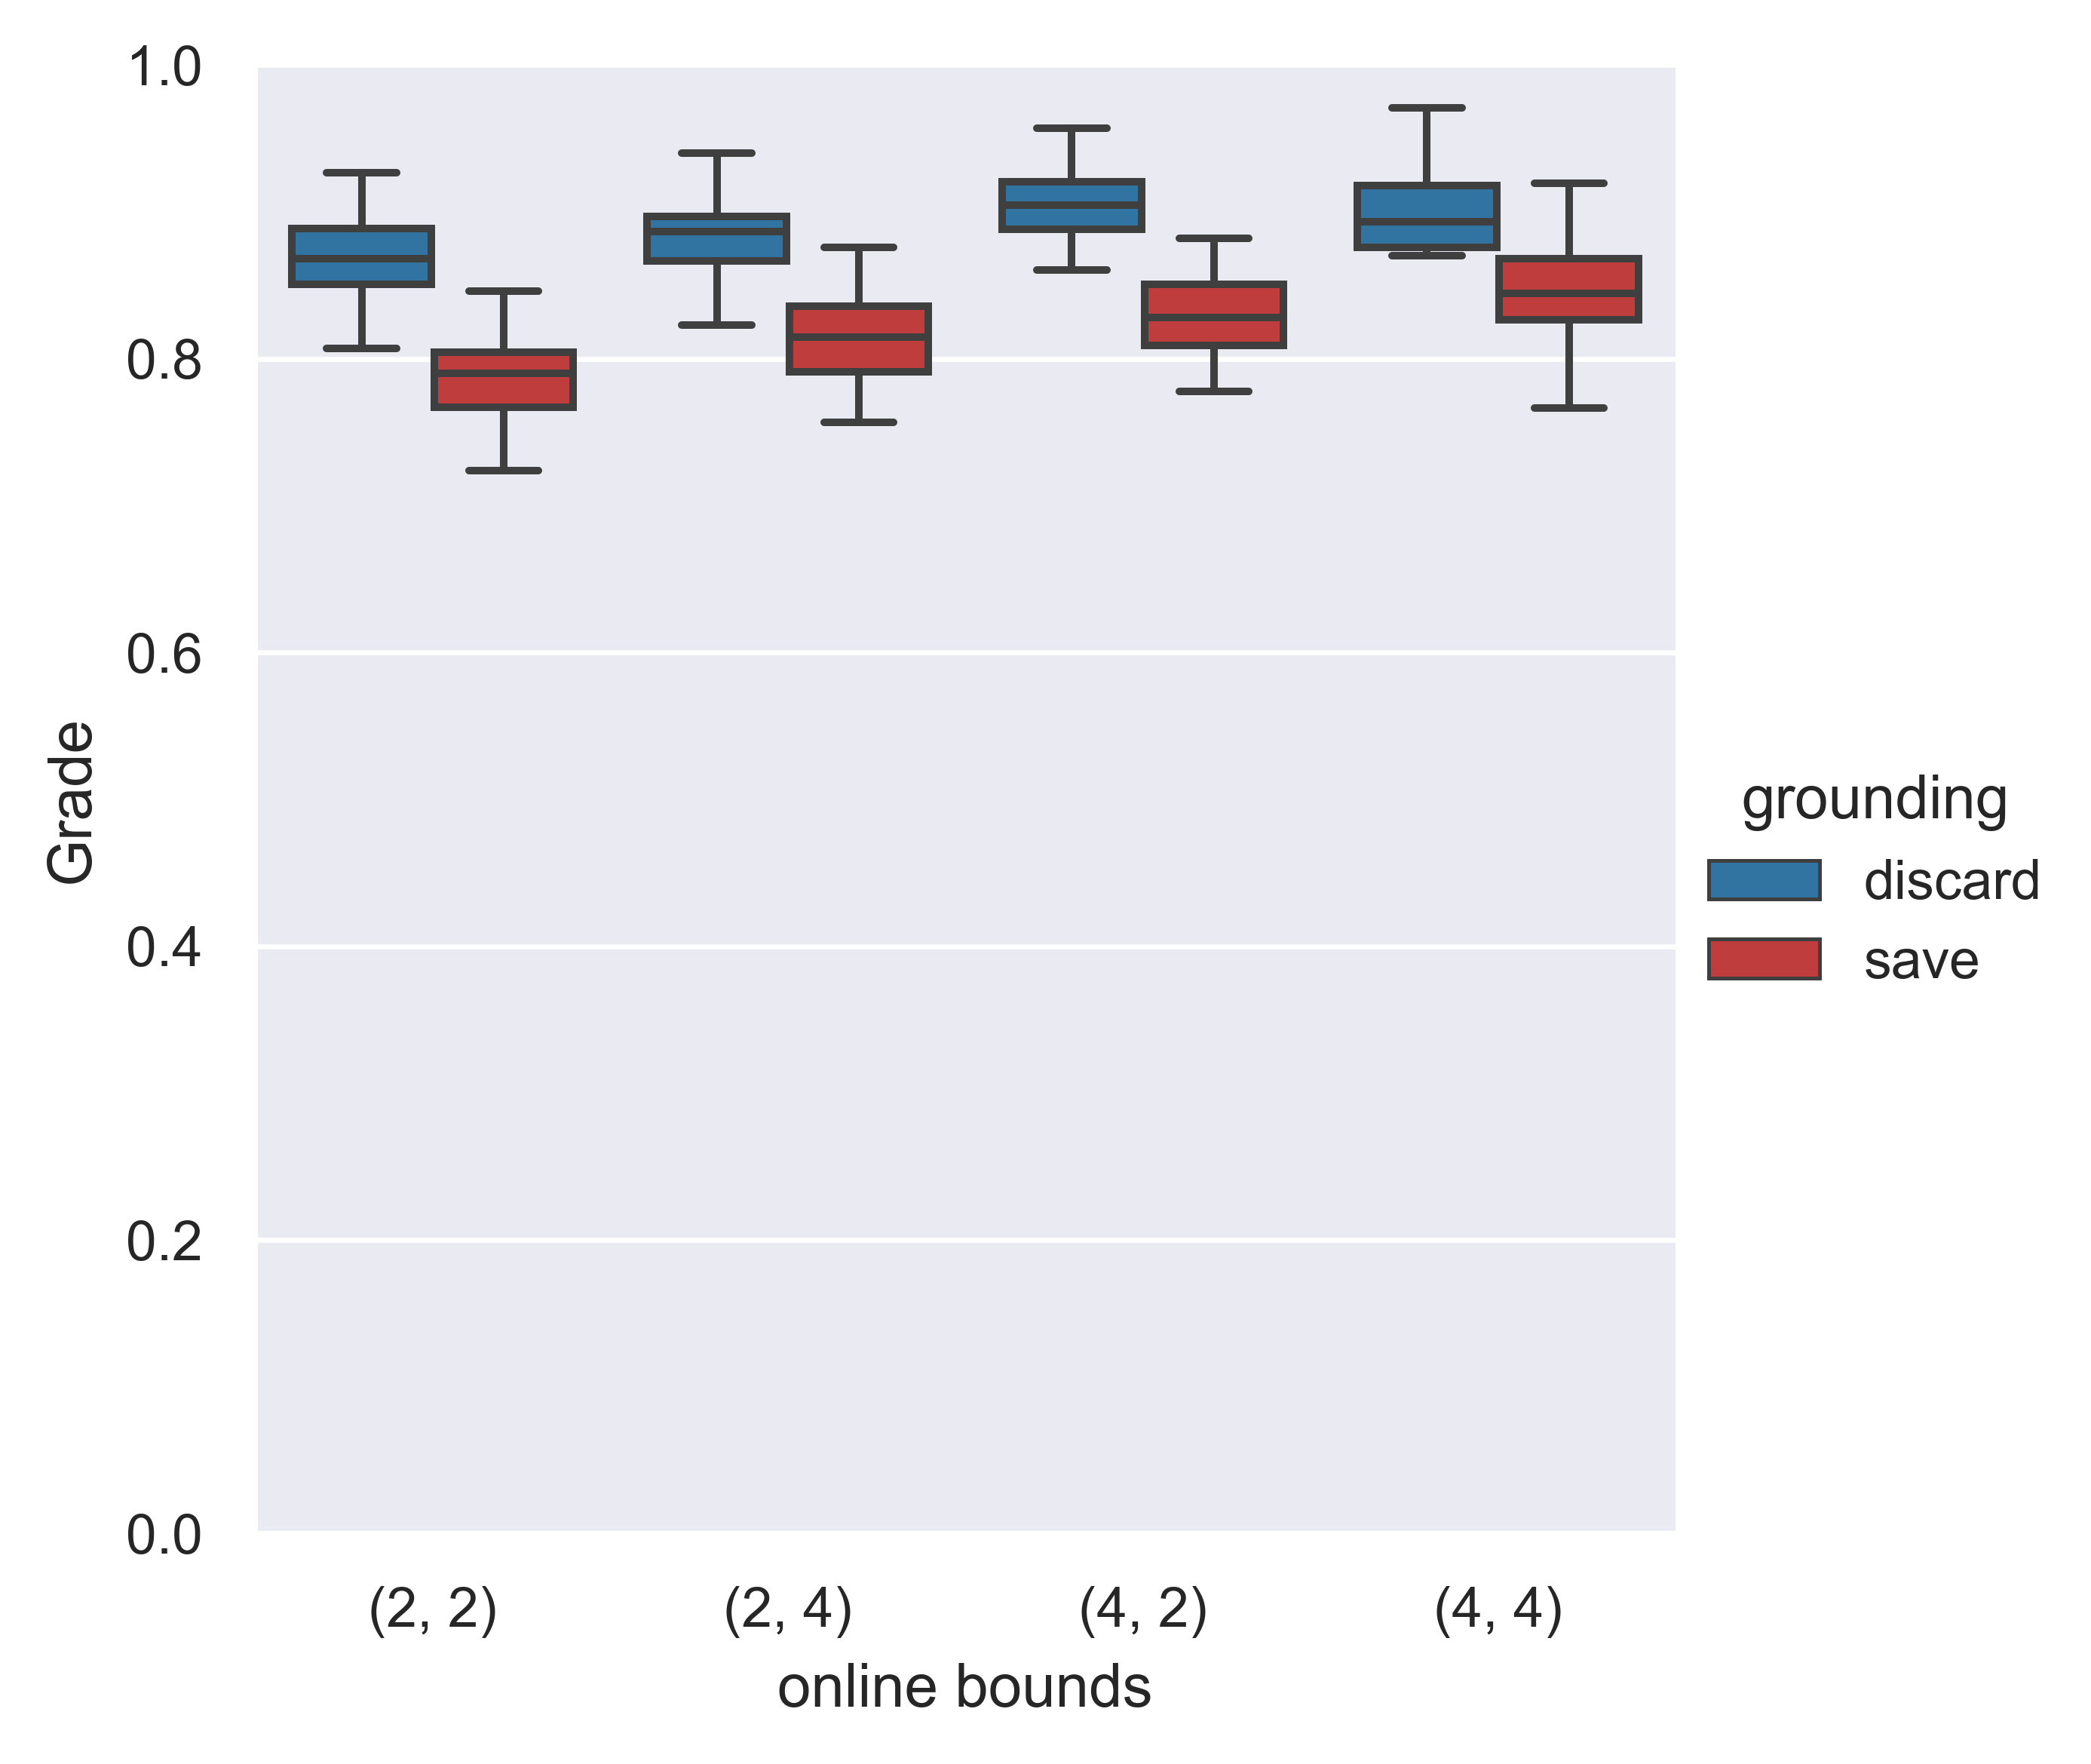 1.0
0.8
0.6
0.4
0.2
0.0
Grade
(2, 2)
(2, 4)
(4, 2)
(4, 4)
online bounds
grounding
discard
save